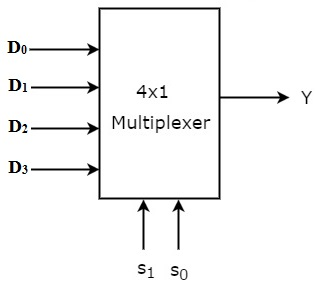 D₀
D₁
D₂
D₃
4x1
Multiplexer
Y
s₁ s₀